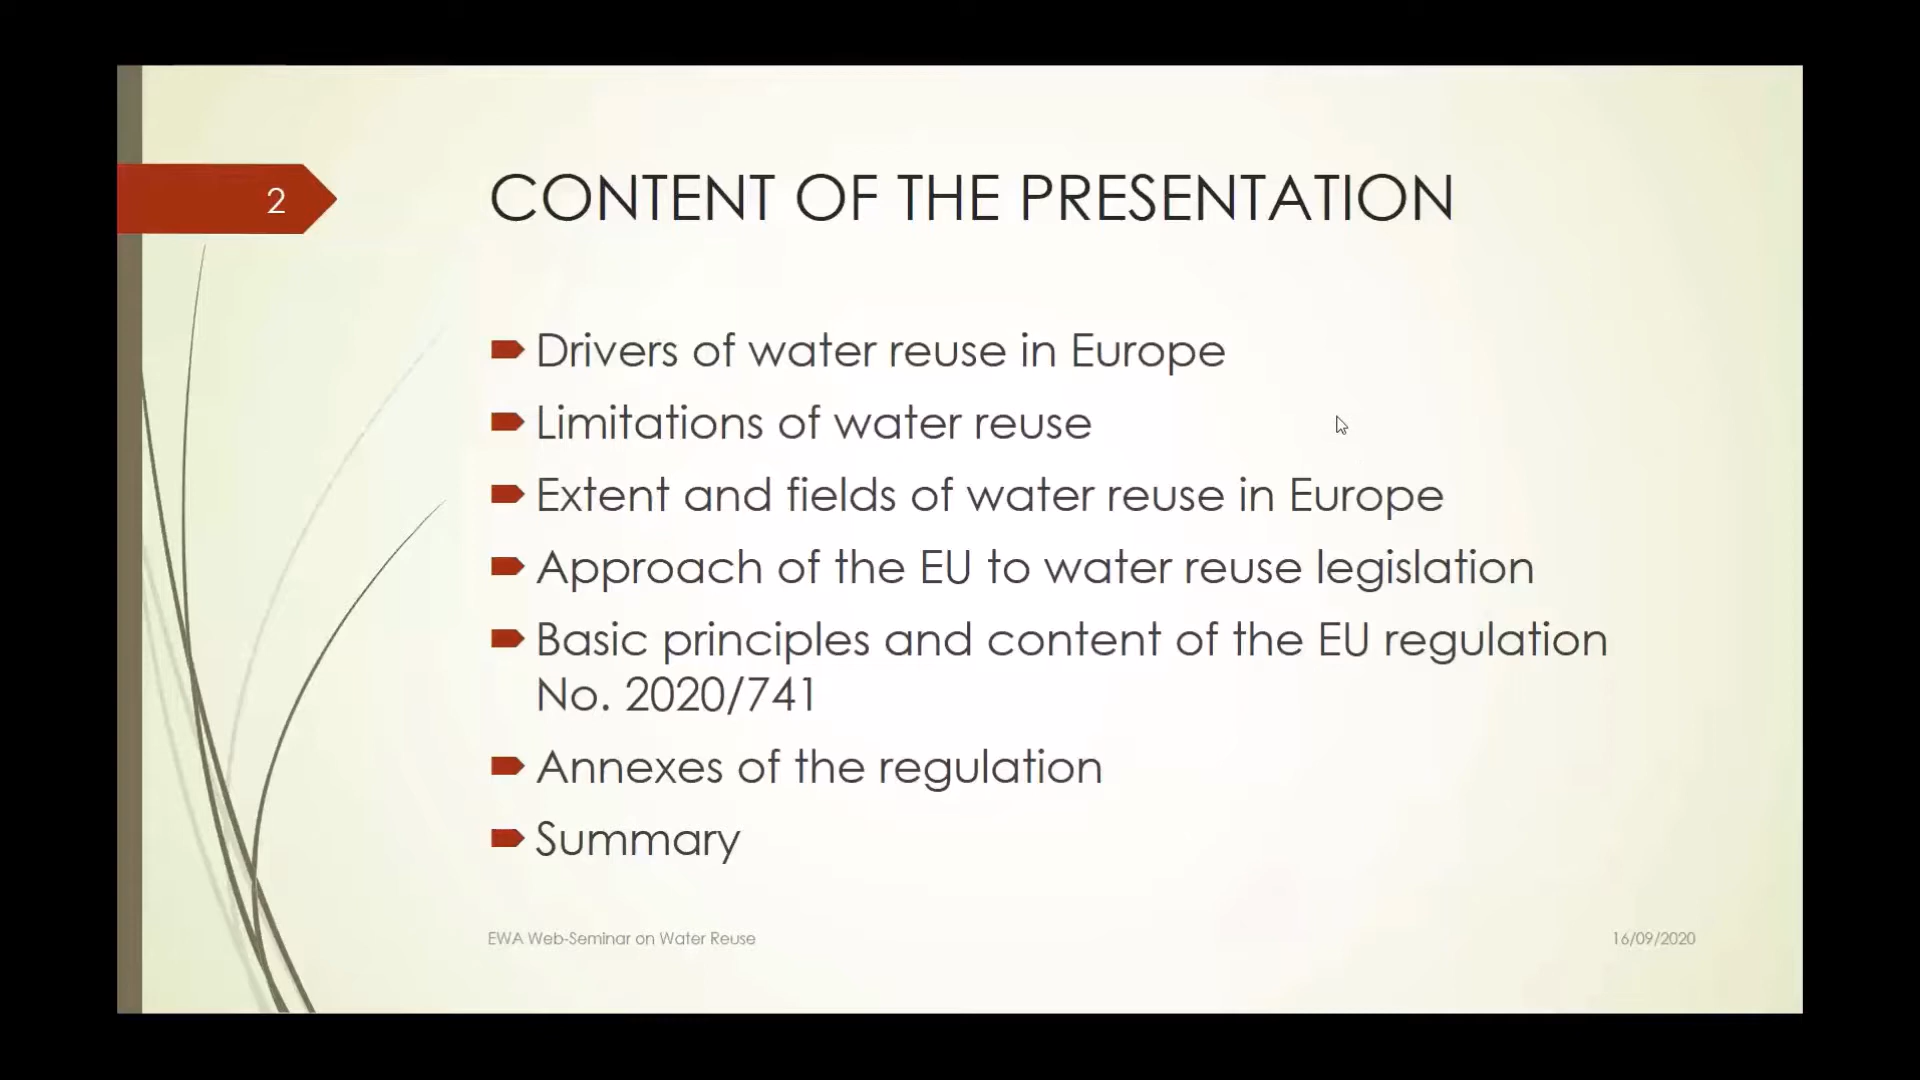 2
CONTENT OF THE PRESENTATION
Drivers of water reuse in Europe
Limitations of water reuse
Extent and fields of water reuse in Europe
Approach of the EU to water reuse legislation
Basic principles and content of the EU regulation
No. 2020/741
Annexes of the regulation
Summary
EWA Web-Seminar on Water Reuse
16/09/2020